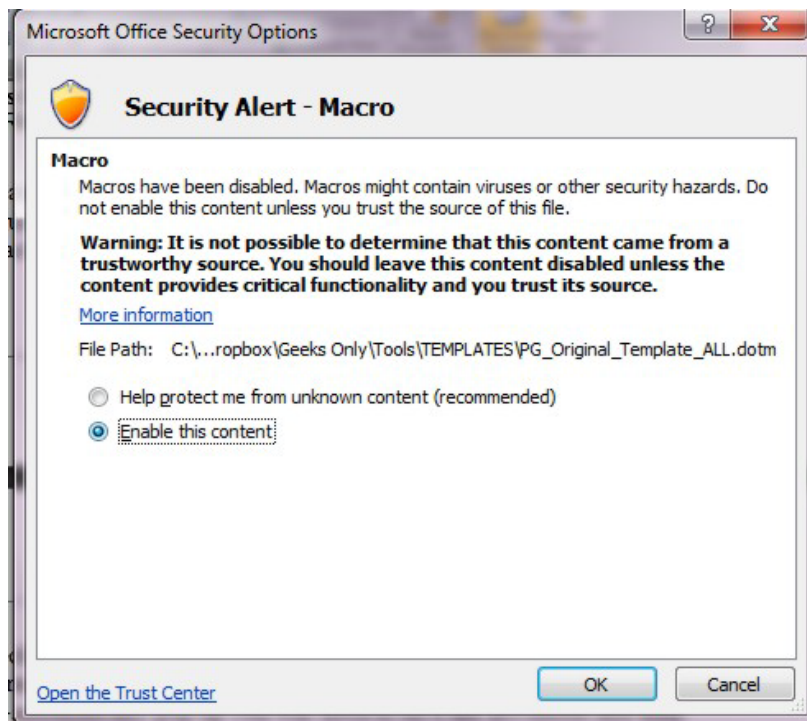 Microsoft Office Security Options
Security Alert - Macro
Macro
Macros have been disabled. Macros might contain viruses or other security hazards. Do
not enable this content unless you trust the source of this file.
Warning: It is not possible to determine that this content came from a
trustworthy source. You should leave this content disabled unless the
content provides critical functionality and you trust its source.
More information
File Path: C:\...ropbox\Geeks Only\Tools\TEMPLATES\PG_Original_Template_ALL.dotm
Help protect me from unknown content (recommended)
Enable this content
Open the Trust Center
OK
Cancel